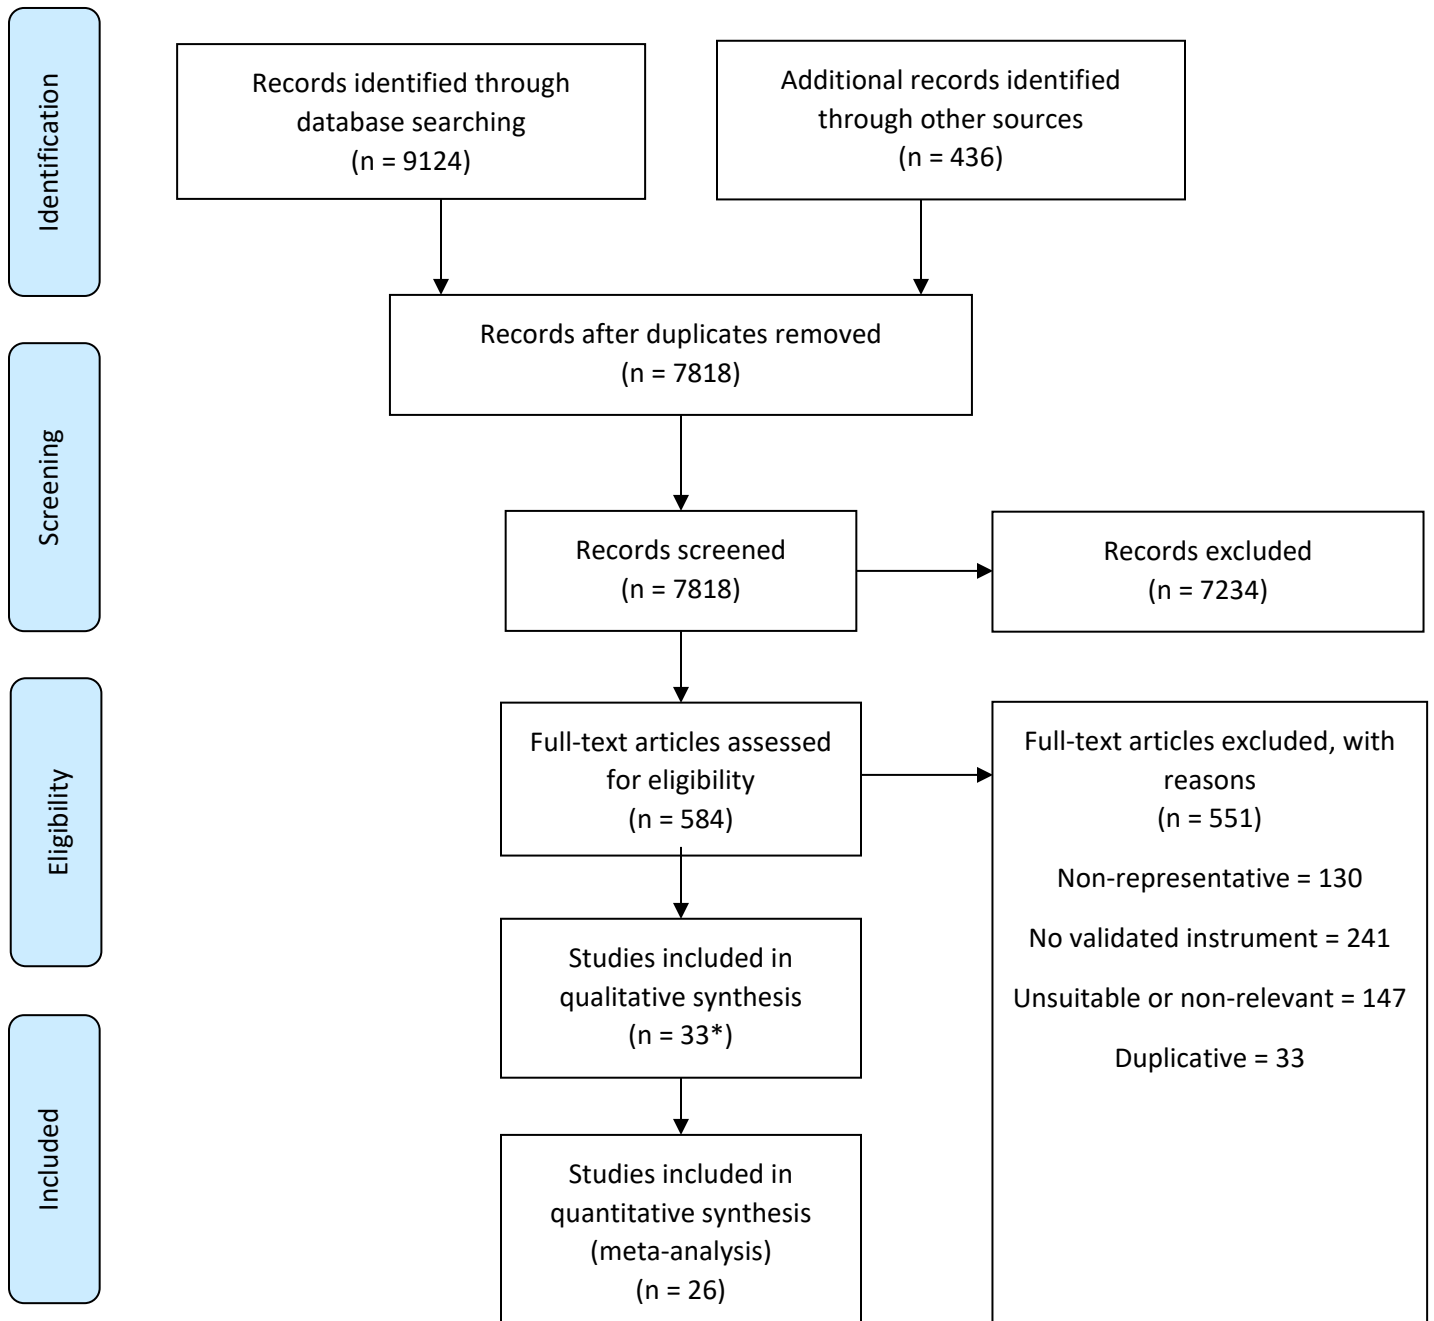 Identification
Records identified through
database searching
(n = 9124)
Additional records identified
through other sources
(n = 436)
Records after duplicates removed
(n = 7818)
Screening
Records screened
(n = 7818)
Records excluded
(n = 7234)
Eligibility
Full-text articles assessed
for eligibility
(n = 584)
Full-text articles excluded, with
reasons
(n = 551)
Non-representative = 130
No validated instrument = 241
Unsuitable or non-relevant = 147
Duplicative = 33
Studies included in
qualitative synthesis
(n = 33*)
Included
Studies included in
quantitative synthesis
(meta-analysis)
(n = 26)